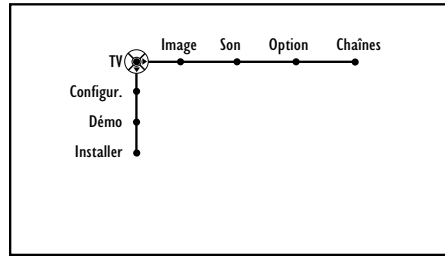 Image Son Option Chaînes
TV
Configur.
Démo
Installer